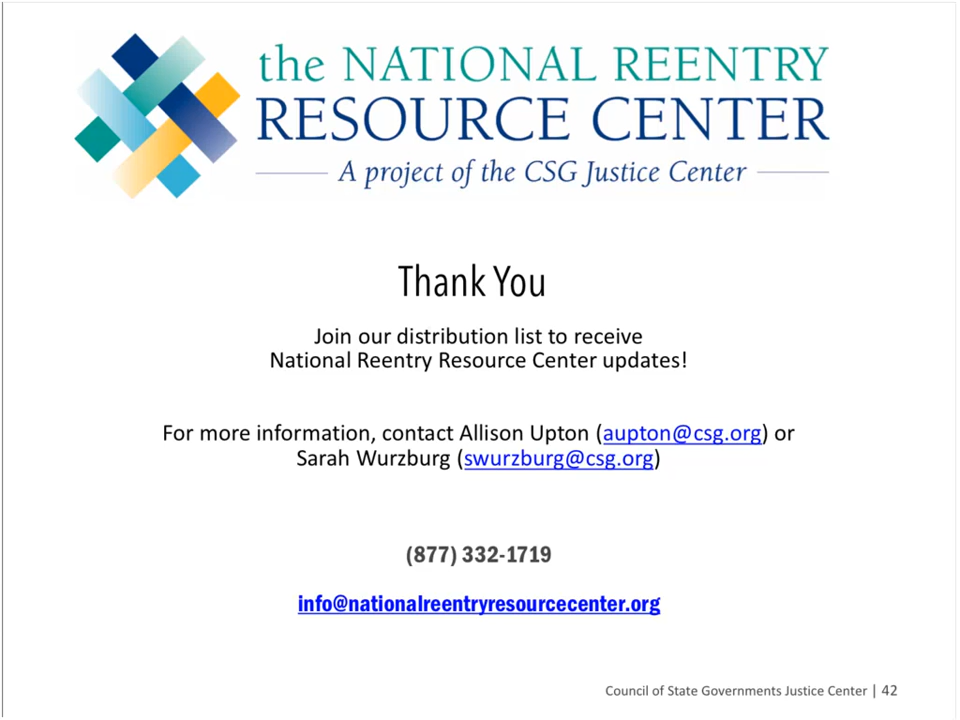 the NATIONAL REENTRY
RESOURCE CENTER
A project of the CSG Justice Center
Thank You
Join our distribution list to receive
National Reentry Resource Center updates!
For more information, contact Allison Upton (aupton@csg.org) or
Sarah Wurzburg (swurzburg@csg.org)
(877) 332-1719
info@nationalreentryresourcecenter.org
Council of State Governments Justice Center | 42